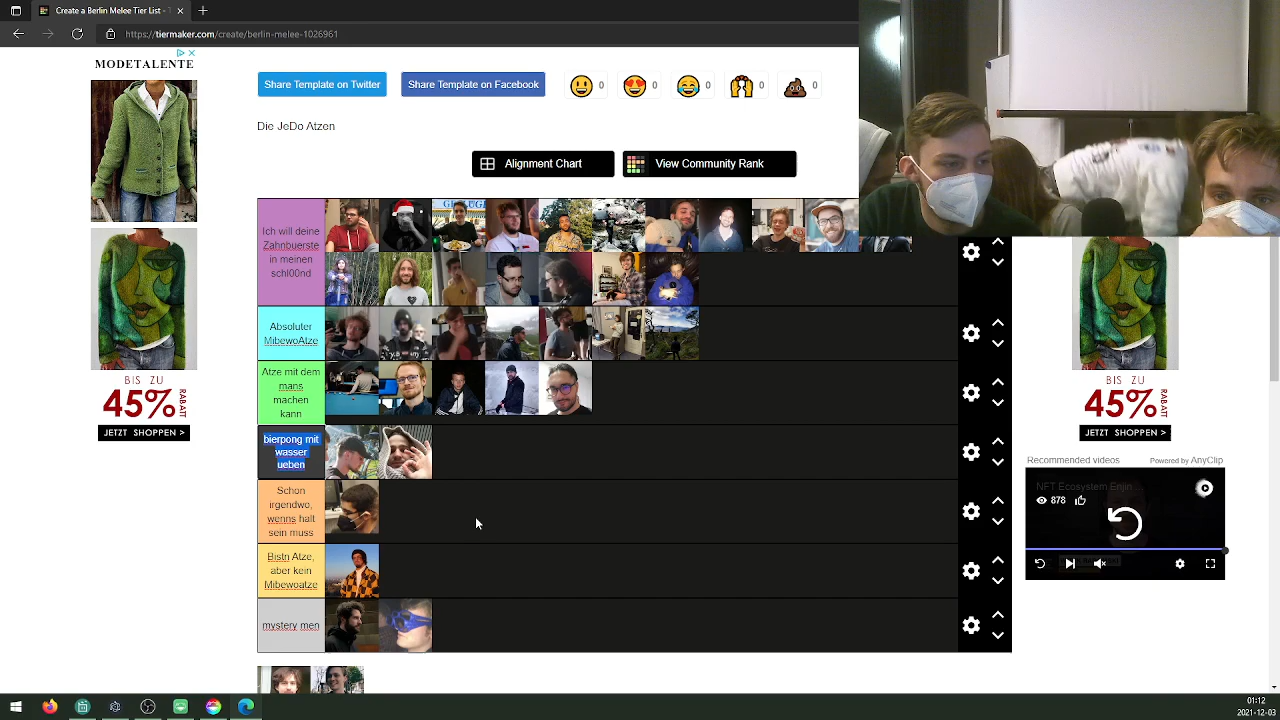 Create a Berlin Melee Tier List - T
https://tiermaker.com/create/berlin-melee-1026961
MODETALENTE
Share Template on Twitter
Share Template on Facebook
0
0
0
0
0
Die JeDo Atzen
Alignment Chart
View Community Rank
Ich will deine
Zahnbuerste
in meinen
schl00nd
Absoluter
MibewoAtze
Atze mit dem
mans
machen
kann
bierpong mit
wasser
ueben
Schon
irgendwo,
wenns halt
sein muss
Bistn Atze,
aber kein
Mibewoatze
mystery men
BIS ZU
45%
RABATT
JETZT SHOPPEN >
BIS ZU
45%
RABATT
JETZT SHOPPEN >
Recommended videos
Powered by AnyClip
NFT Ecosystem Enjin ...
878
01:12
2021-12-03